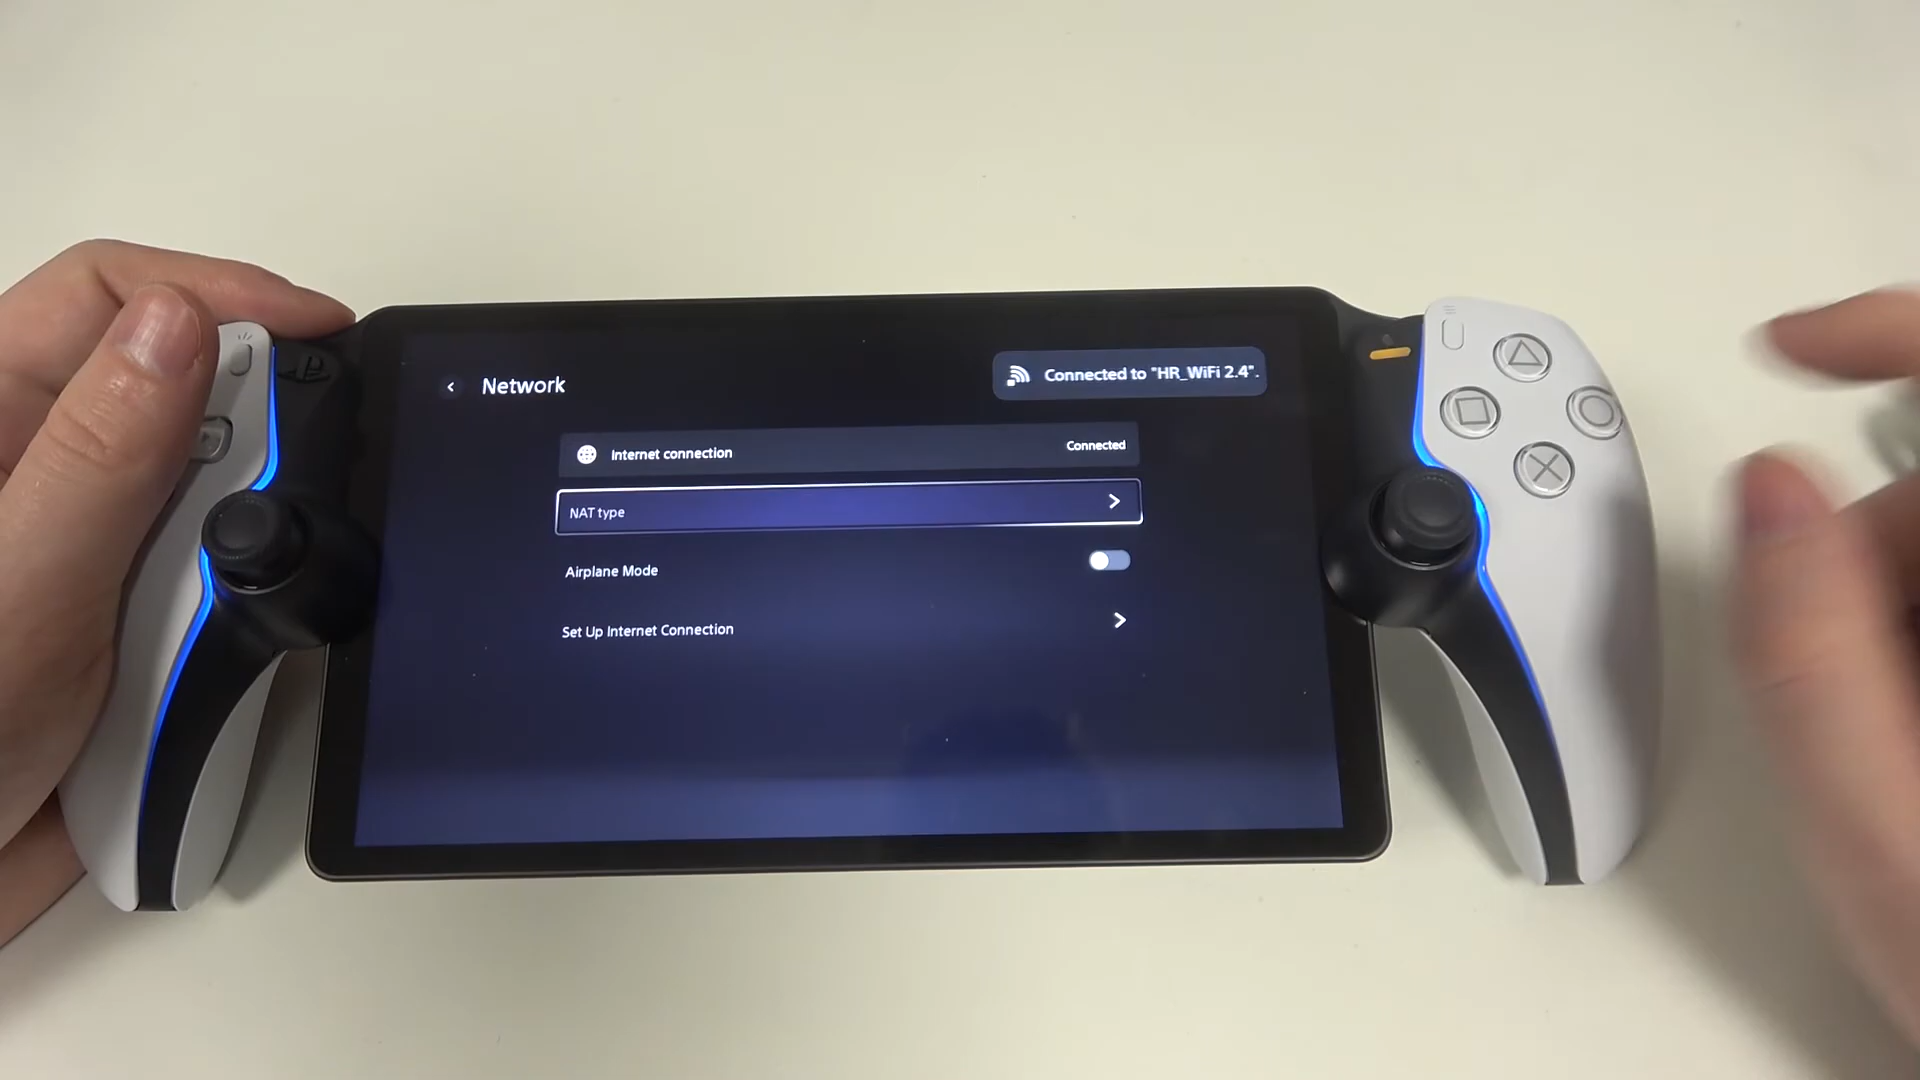 Network
Connected to "HR_WiFi 2.4".
Internet connection
Connected
NAT type
Airplane Mode
Set Up Internet Connection